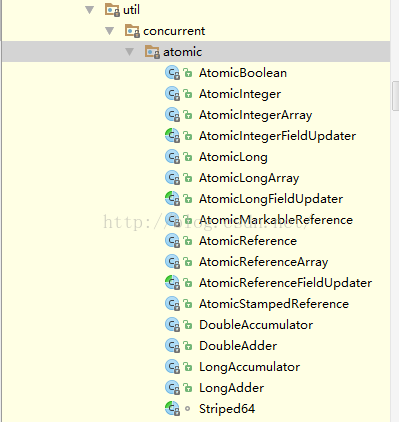 util
concurrent
atomic
AtomicBoolean
AtomicInteger
AtomicIntegerArray
AtomicIntegerFieldUpdater
AtomicLong
AtomicLongArray
AtomicLongFieldUpdater
http://blog.csdn.net/
AtomicMarkableReference
AtomicReference
AtomicReferenceArray
AtomicReferenceFieldUpdater
AtomicStampedReference
DoubleAccumulator
DoubleAdder
LongAccumulator
LongAdder
Striped64